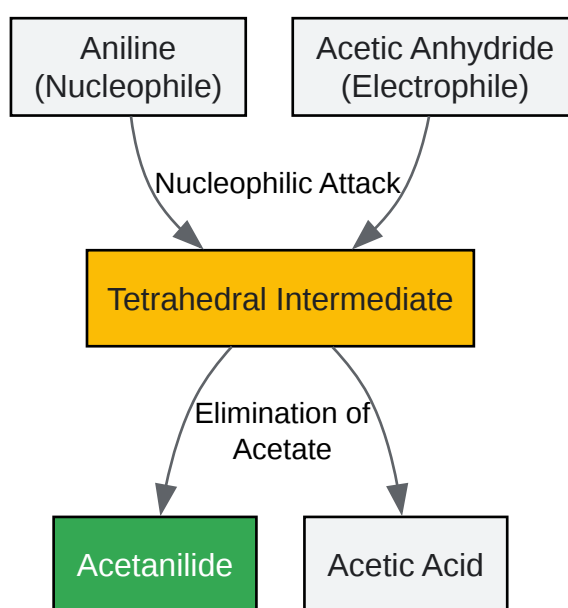 Aniline
(Nucleophile)
Acetic Anhydride
(Electrophile)
Nucleophilic Attack
Tetrahedral Intermediate
Elimination of
Acetate
Acetanilide
Acetic Acid